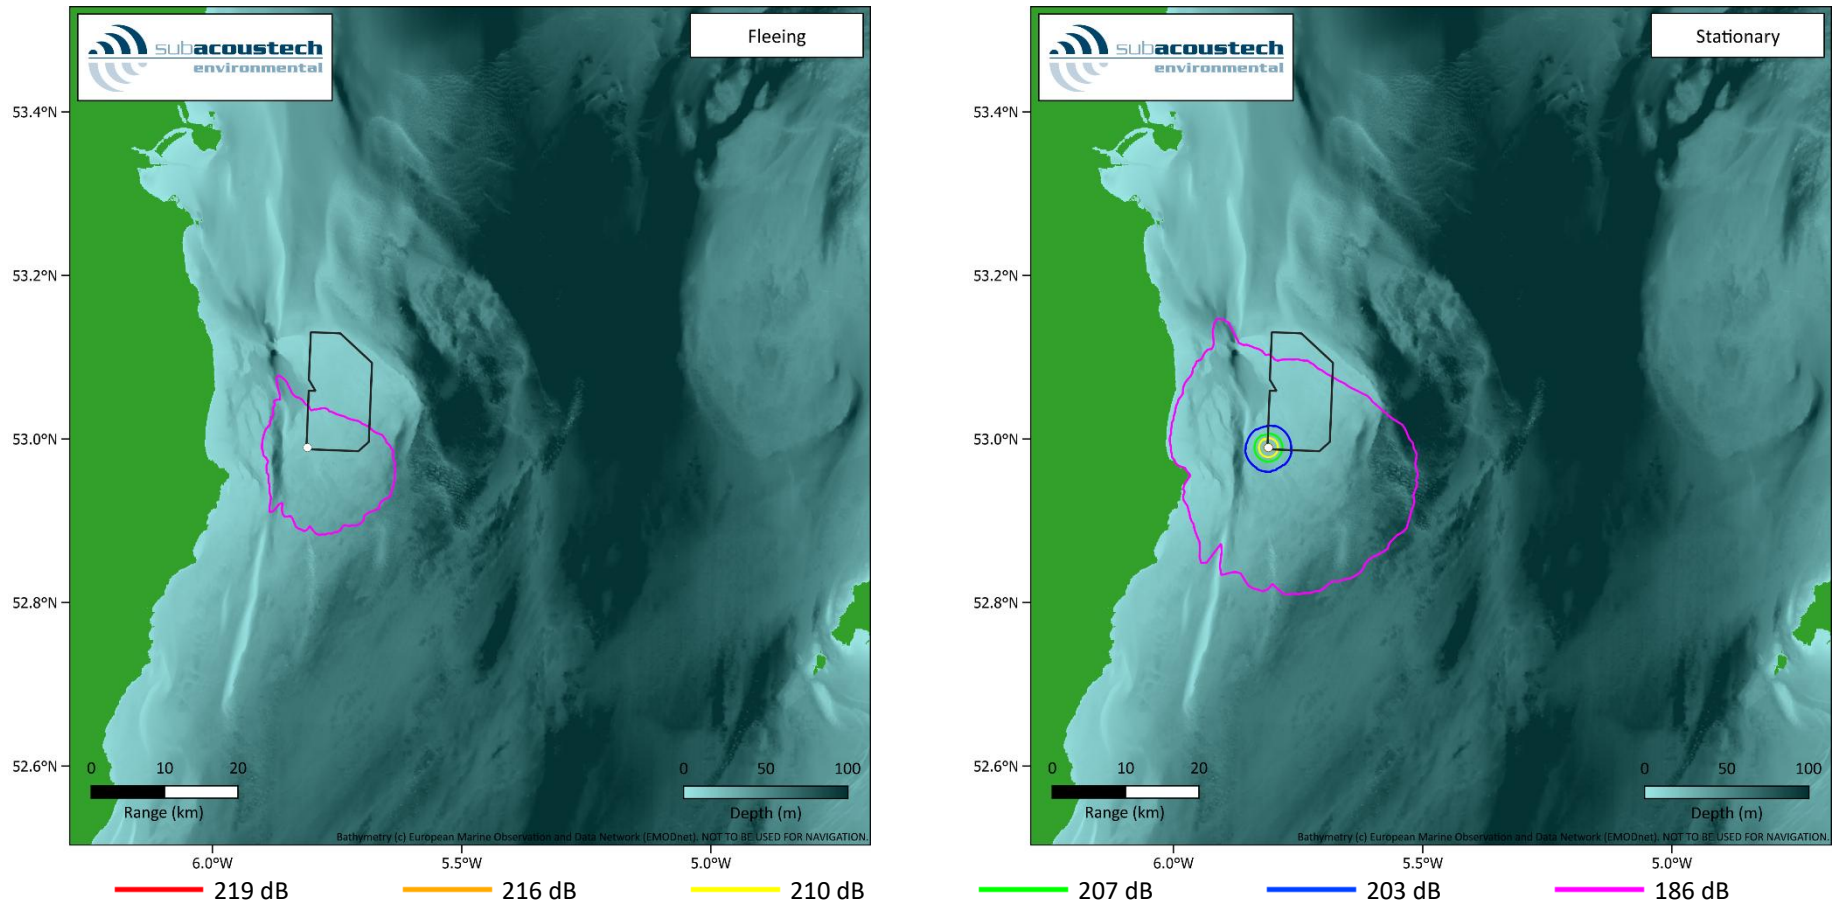 subacoustech
environmental
Fleeing
53.4°N
53.2°N
53.0°N
52.8°N
52.6°N
0 10 20
Range (km)
0 50 100
Depth (m)
Bathymetry (c) European Marine Observation and Data Network (EMODnet). NOT TO BE USED FOR NAVIGATION.
6.0°W 5.5°W 5.0°W
subacoustech
environmental
Stationary
53.4°N
53.2°N
53.0°N
52.8°N
52.6°N
0 10 20
Range (km)
0 50 100
Depth (m)
Bathymetry (c) European Marine Observation and Data Network (EMODnet). NOT TO BE USED FOR NAVIGATION.
6.0°W 5.5°W 5.0°W
219 dB 216 dB 210 dB 207 dB 203 dB 186 dB